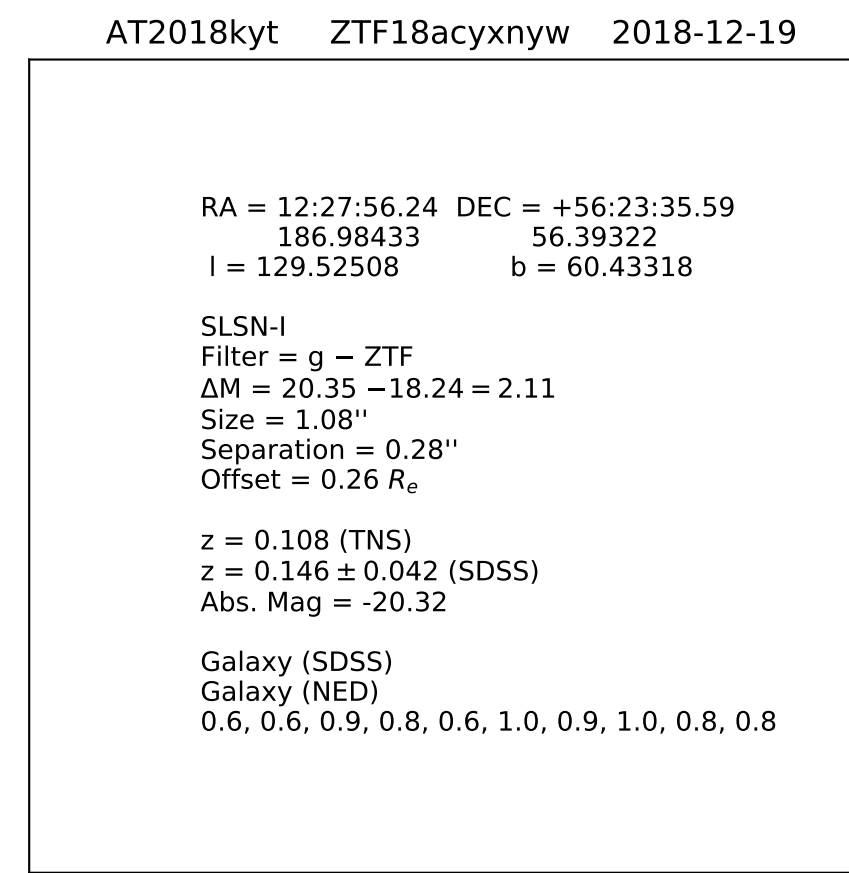 AT2018kyt ZTF18acyxnyw 2018-12-19
RA = 12:27:56.24 DEC = +56:23:35.59
186.98433 56.39322
l = 129.52508 b = 60.43318
SLSN-I
Filter = g − ZTF
ΔM = 20.35 −18.24 = 2.11
Size = 1.08''
Separation = 0.28''
Offset = 0.26 Rₑ
z = 0.108 (TNS)
z = 0.146 ± 0.042 (SDSS)
Abs. Mag = -20.32
Galaxy (SDSS)
Galaxy (NED)
0.6, 0.6, 0.9, 0.8, 0.6, 1.0, 0.9, 1.0, 0.8, 0.8